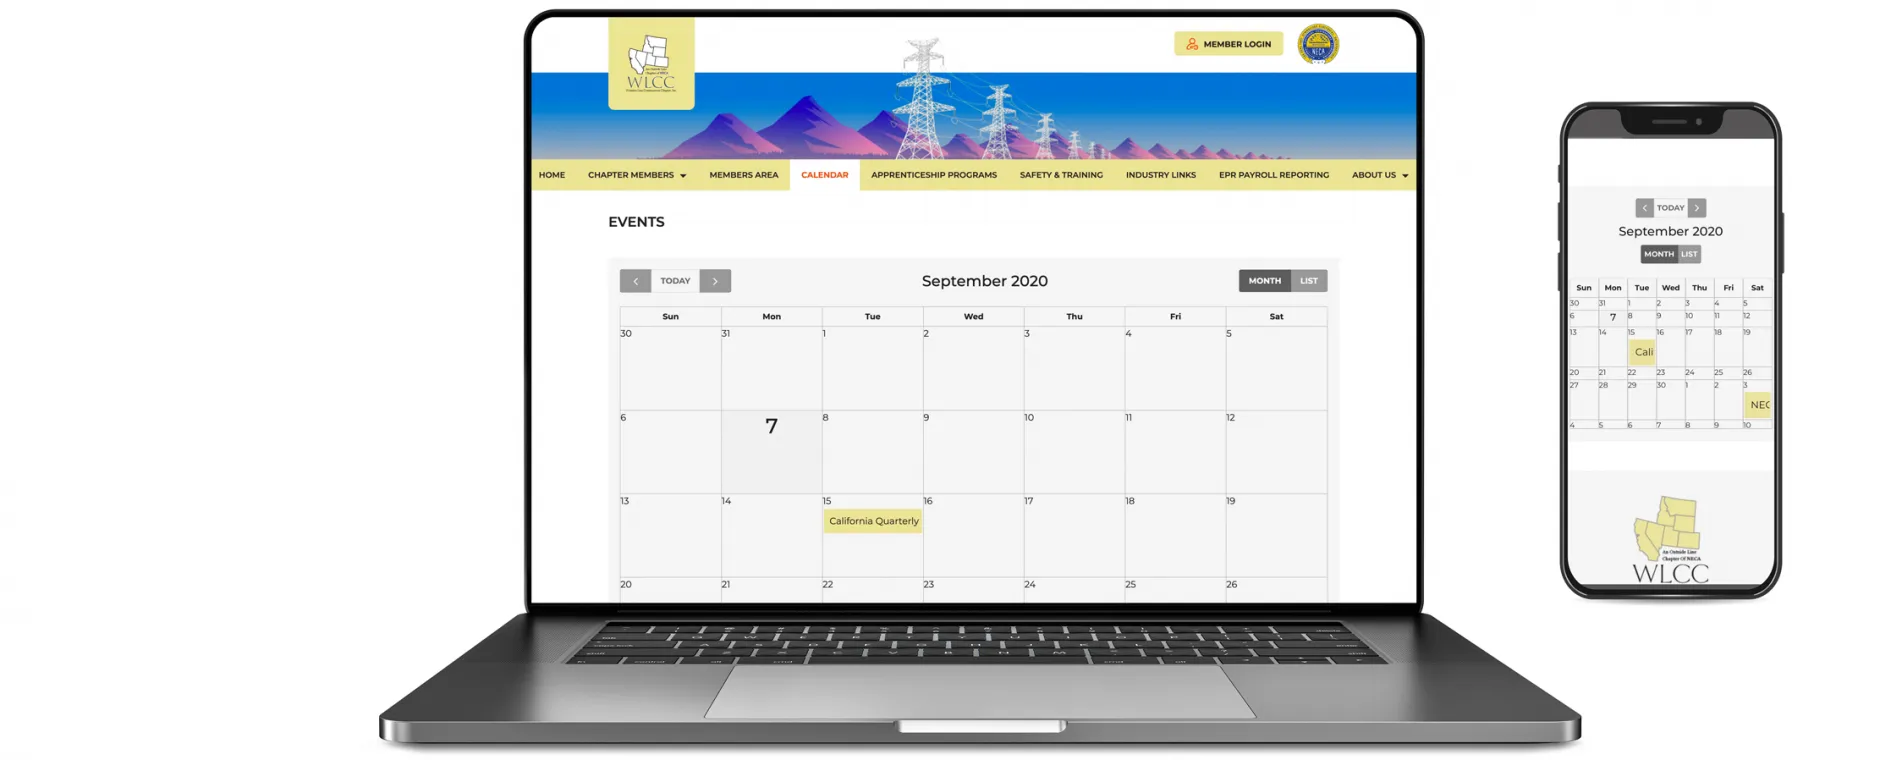 MEMBER LOGIN
NECA
An Outside Line
Chapter Of NECA
WLCC
HOME CHAPTER MEMBERS MEMBERS AREA CALENDAR APPRENTICESHIP PROGRAMS SAFETY & TRAINING INDUSTRY LINKS EPR PAYROLL REPORTING ABOUT US
EVENTS
TODAY September 2020 MONTH LIST
Sun Mon Tue Wed Thu Fri Sat
30 31 1 2 3 4 5
6 7 8 9 10 11 12
13 14 15 16 17 18 19
California Quarterly
20 21 22 23 24 25 26
TODAY
September 2020
MONTH LIST
Sun Mon Tue Wed Thu Fri Sat
30 31 1 2 3 4 5
6 7 8 9 10 11 12
13 14 15 16 17 18 19
Cali
20 21 22 23 24 25 26
27 28 29 30 1 2 3
NEC
4 5 6 7 8 9 10
An Outside Line
Chapter Of NECA
WLCC